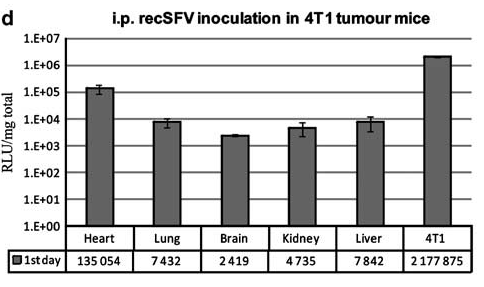 d i.p. recSFV inoculation in 4T1 tumour mice
1.E+07
1.E+06
1.E+05
1.E+04
1.E+03
1.E+02
1.E+01
1.E+00
RLU/mg total
Heart Lung Brain Kidney Liver 4T1
1st day 135 054 7 432 2 419 4 735 7 842 2 177 875